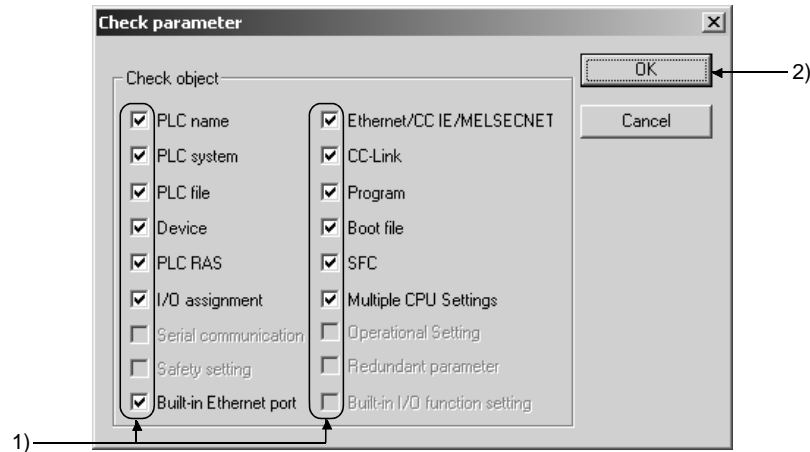 Check parameter
OK
2)
Cancel
Check object
PLC name
PLC system
PLC file
Device
PLC RAS
I/O assignment
Serial communication
Safety setting
Built-in Ethernet port
Ethernet/CC IE/MELSECNET
CC-Link
Program
Boot file
SFC
Multiple CPU Settings
Operational Setting
Redundant parameter
Built-in I/O function setting
1)